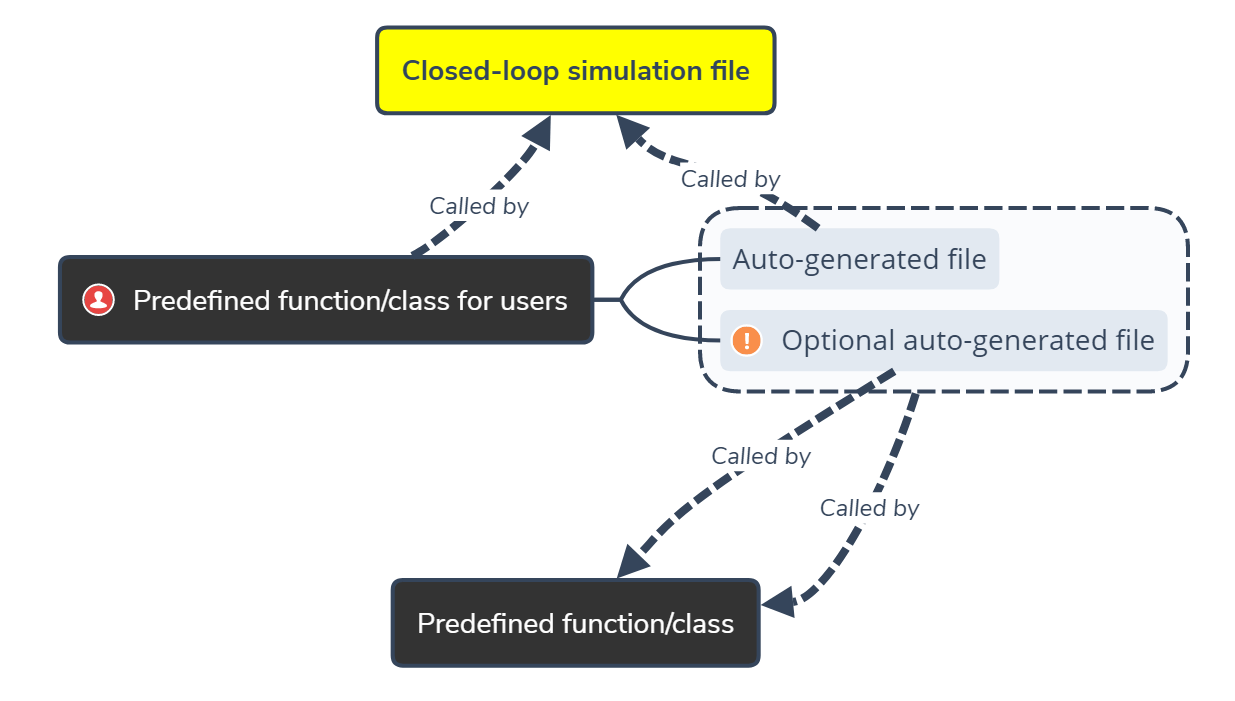 Closed-loop simulation file
Called by
Called by
Auto-generated file
Predefined function/class for users
Optional auto-generated file
Called by
Called by
Predefined function/class